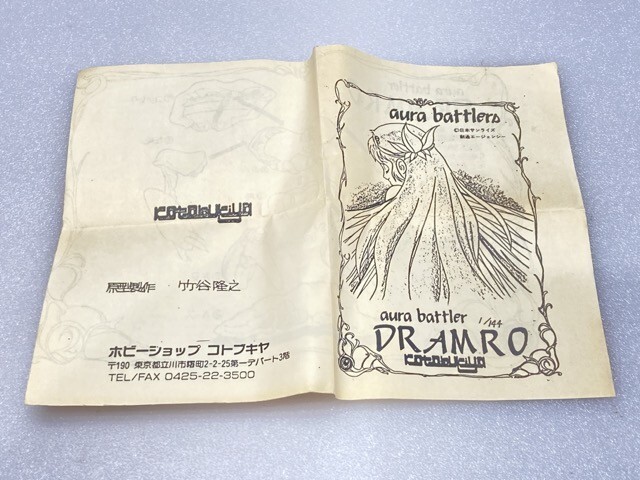 kotobukiya
原型製作 竹谷隆之
ホビーショップ コトブキヤ
〒190 東京都立川市曙町2-2-25第一デパート3階
TEL/FAX 0425-22-3500
aura battlers
©日本サンライズ
創通エージェンシー
aura battler
1/144
DRAMRO
kotobukiya